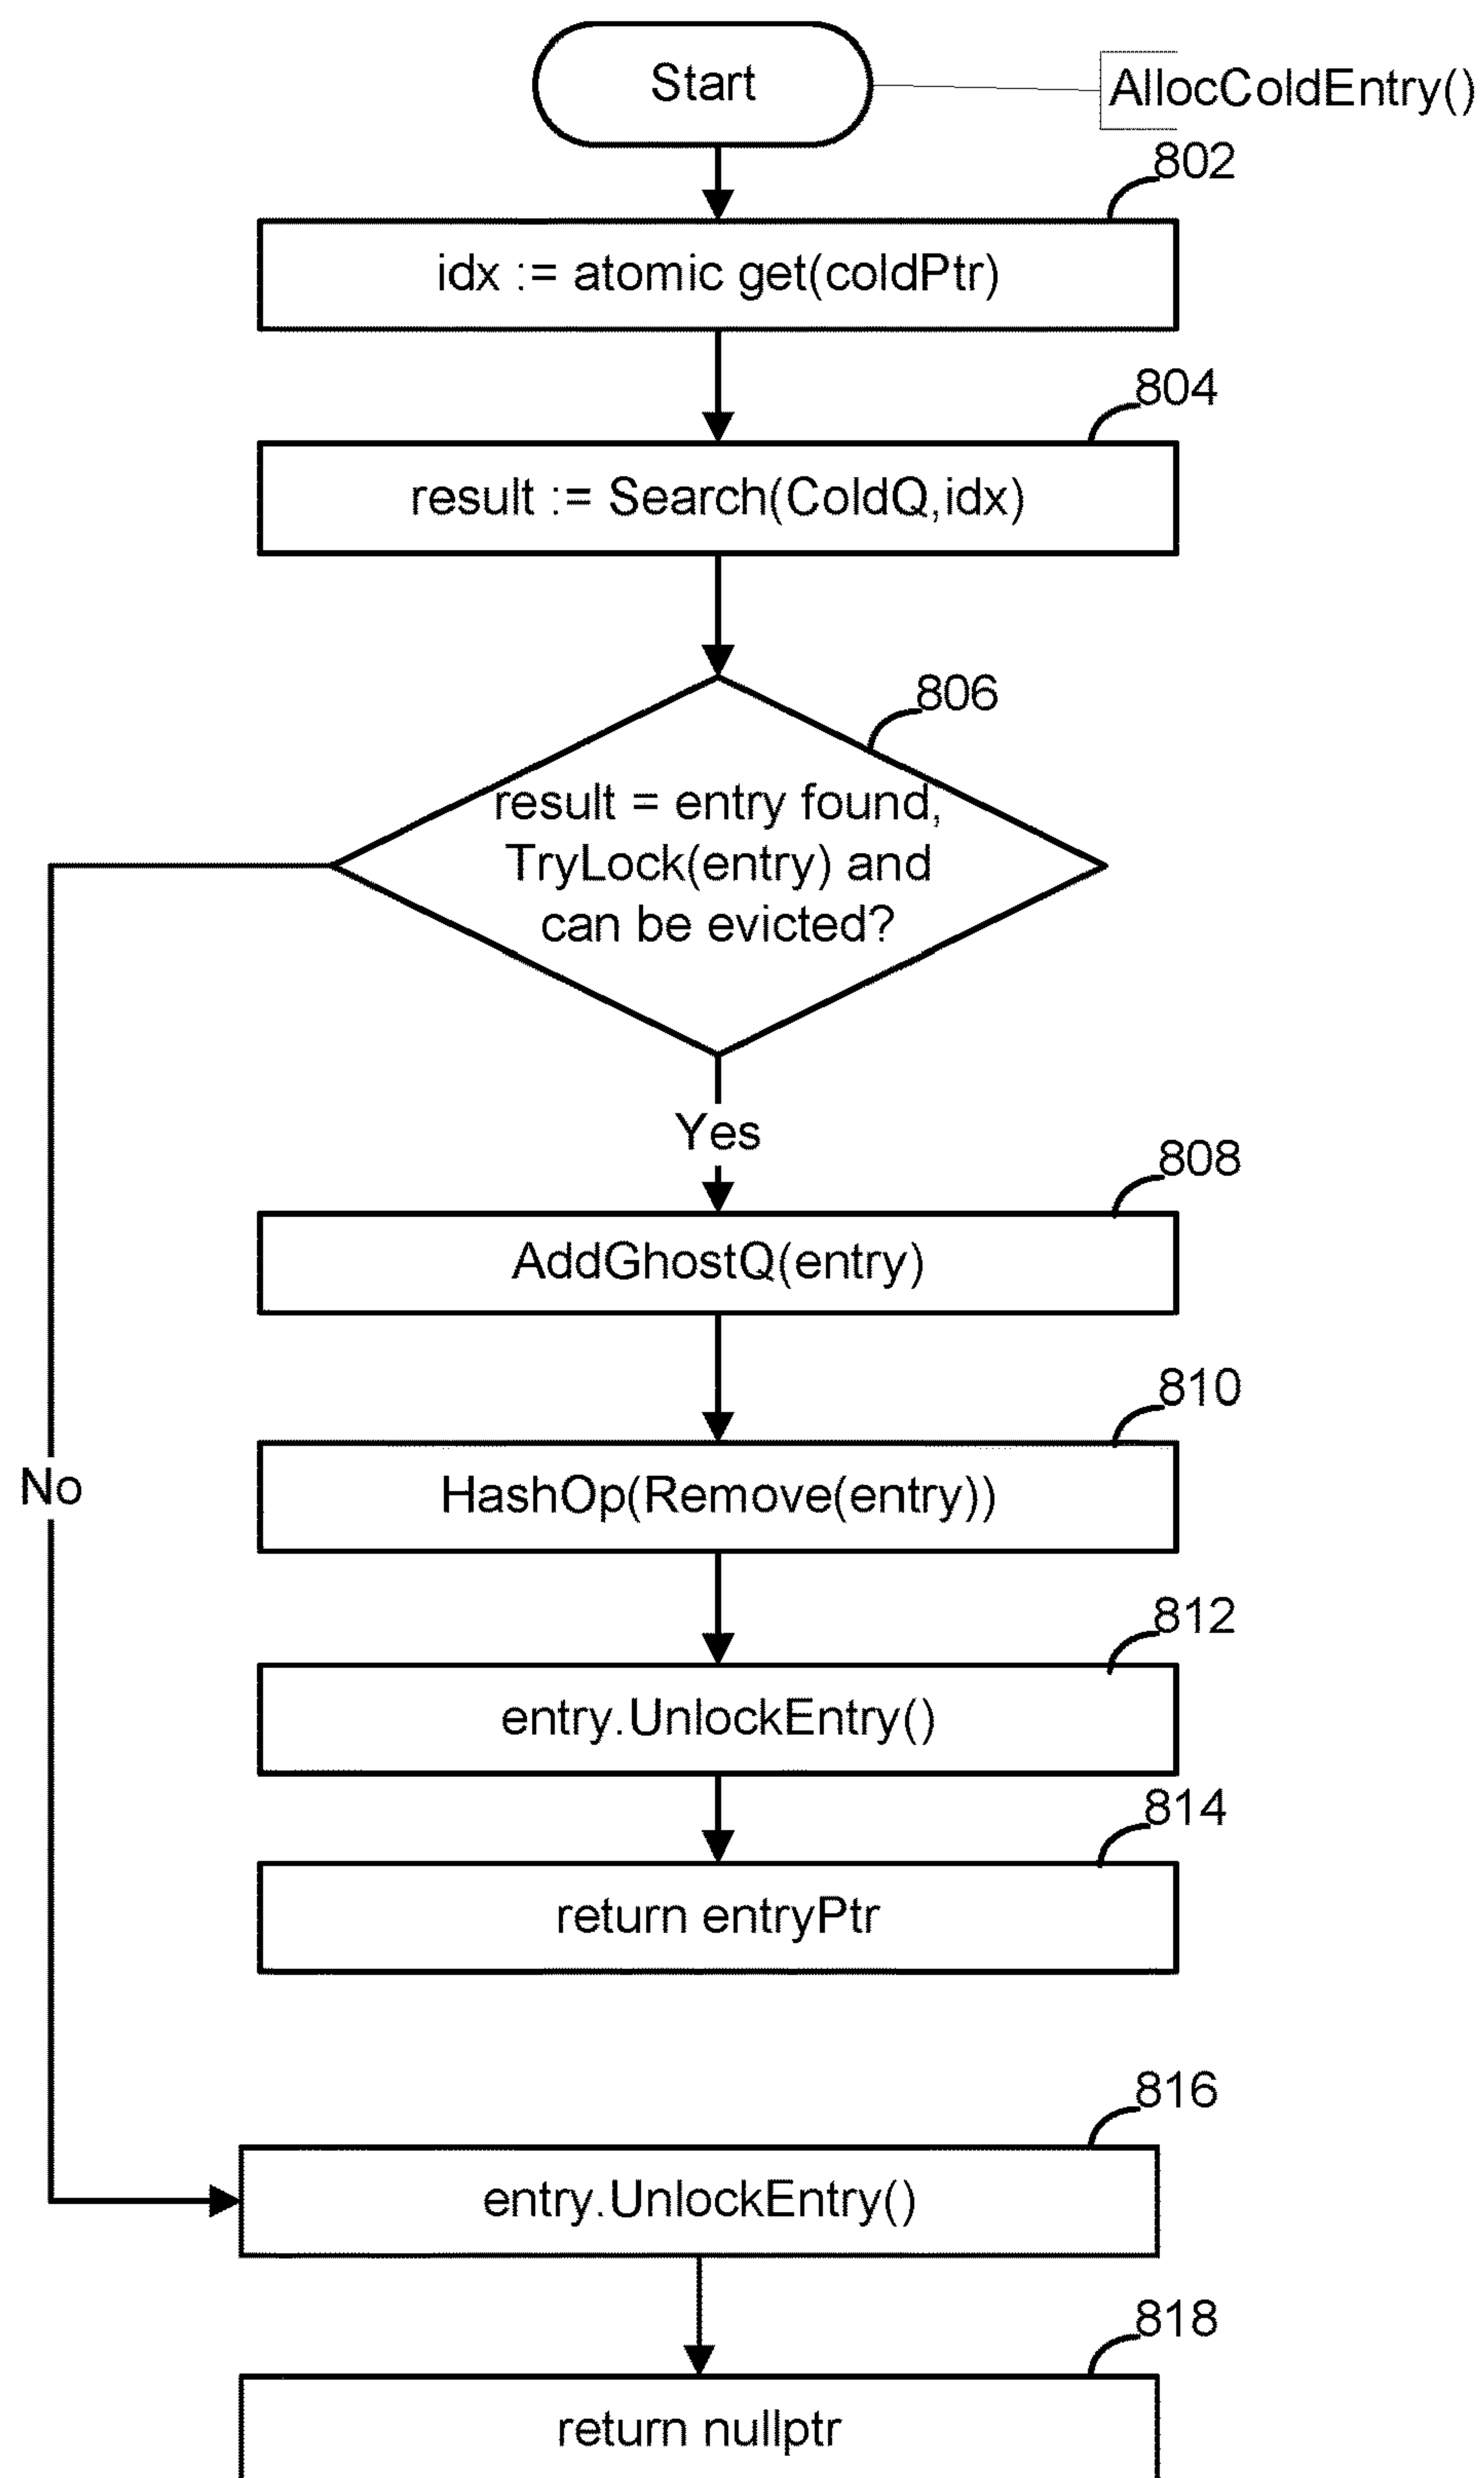 Start
AllocColdEntry()
802
idx := atomic get(coldPtr)
804
result := Search(ColdQ,idx)
806
result = entry found,
TryLock(entry) and
can be evicted?
Yes
808
AddGhostQ(entry)
810
HashOp(Remove(entry))
No
812
entry.UnlockEntry()
814
return entryPtr
816
entry.UnlockEntry()
818
return nullptr